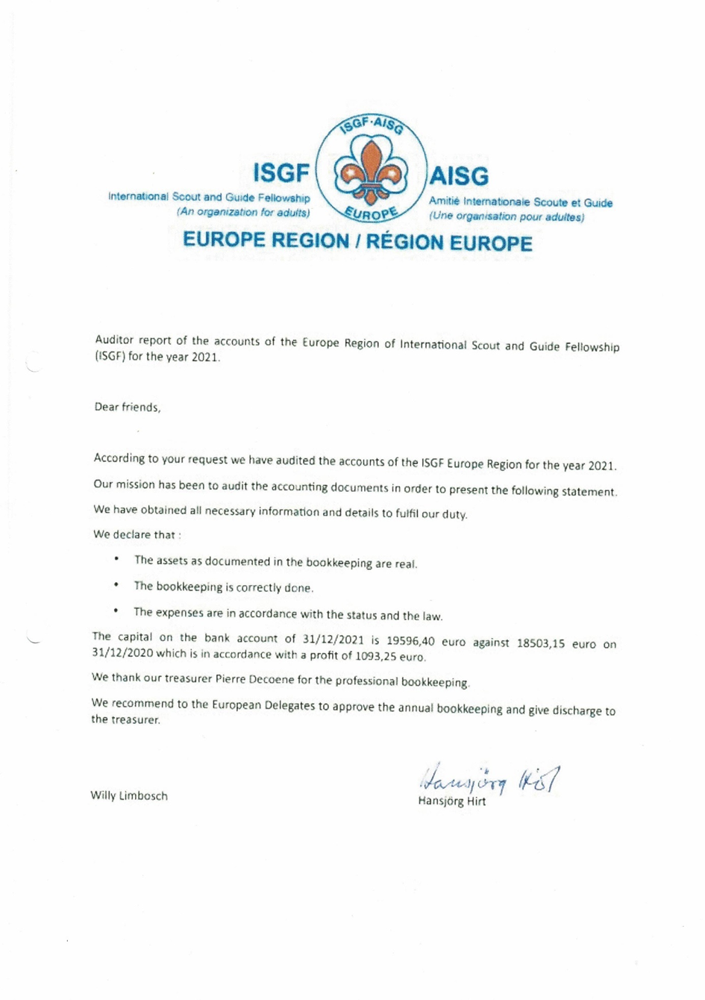 ISGF-AISG
ISGF
AISG
International Scout and Guide Fellowship
(An organization for adults)
Amitié Internationale Scoute et Guide
(Une organisation pour adultes)
EUROPE
EUROPE REGION / RÉGION EUROPE
Auditor report of the accounts of the Europe Region of International Scout and Guide Fellowship
(ISGF) for the year 2021.
Dear friends,
According to your request we have audited the accounts of the ISGF Europe Region for the year 2021.
Our mission has been to audit the accounting documents in order to present the following statement.
We have obtained all necessary information and details to fulfil our duty.
We declare that :
• The assets as documented in the bookkeeping are real.
• The bookkeeping is correctly done.
• The expenses are in accordance with the status and the law.
The capital on the bank account of 31/12/2021 is 19596,40 euro against 18503,15 euro on
31/12/2020 which is in accordance with a profit of 1093,25 euro.
We thank our treasurer Pierre Decoene for the professional bookkeeping.
We recommend to the European Delegates to approve the annual bookkeeping and give discharge to
the treasurer.
Hansjörg Hirt
Willy Limbosch
Hansjörg Hirt